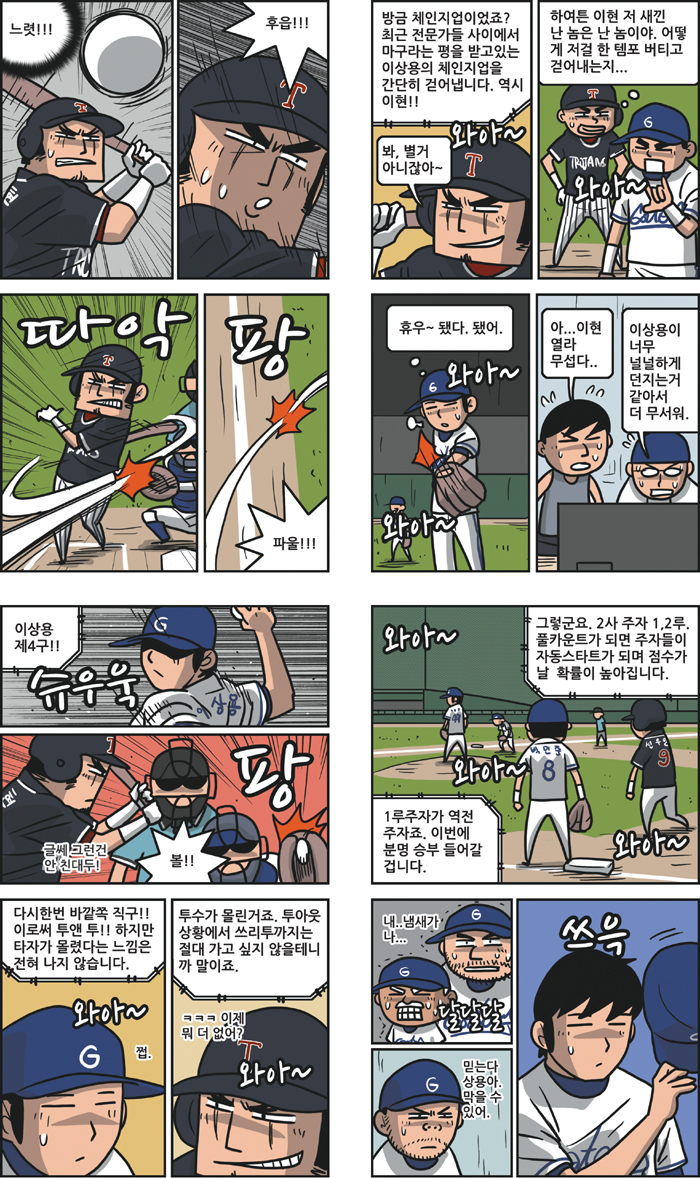 느렷!!!
후읍!!!
따악
팡
파울!!!
방금 체인지업이었죠?
최근 전문가들 사이에서
마구라는 평을 받고있는
이상용의 체인지업을
간단히 걷어냅니다. 역시
이현!!
와아~
봐, 별거
아니잖아~
하여튼 이현 저 새낀
난 놈은 난 놈이야. 어떻
게 저걸 한 템포 버티고
걷어내는지...
와아~
휴우~ 됐다. 됐어.
와아~
와아~
아...이현
열라
무섭다..
이상용이
너무
널널하게
던지는거
같아서
더 무서워.
이상용
제4구!!
슈우욱
이상용
팡
글쎄 그런건
안 친대두!
볼!!
다시한번 바깥쪽 직구!!
이로써 투앤 투!! 하지만
타자가 몰렸다는 느낌은
전혀 나지 않습니다.
와아~
G
쩝.
투수가 몰린거죠. 투아웃
상황에서 쓰리투까지는
절대 가고 싶지 않을테니
까 말이죠.
ㅋㅋㅋ 이제
뭐 더 없어?
T
와아~
와아~
그렇군요. 2사 주자 1,2루.
풀카운트가 되면 주자들이
자동스타트가 되며 점수가
날 확률이 높아집니다.
와아~
8
9
1루주자가 역전
주자죠. 이번에
분명 승부 들어갈
겁니다.
와아~
내..냄새가
나...
G
G
달달달
믿는다
상용아.
막을 수
있어.
G
쓰윽